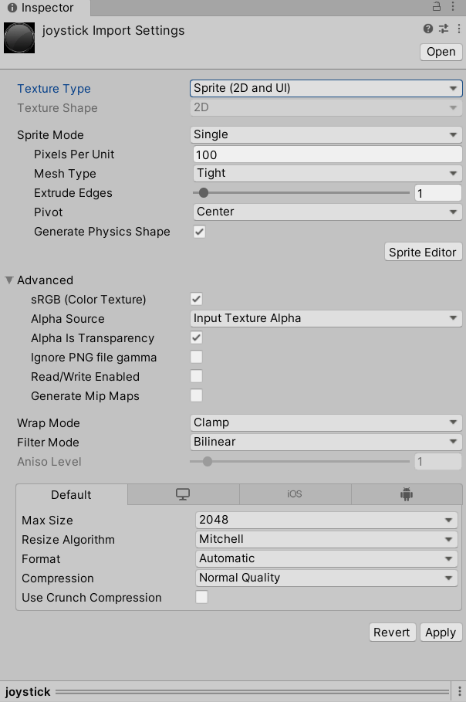 Inspector
joystick Import Settings
Open
Texture Type Sprite (2D and UI)
Texture Shape 2D
Sprite Mode Single
Pixels Per Unit 100
Mesh Type Tight
Extrude Edges 1
Pivot Center
Generate Physics Shape
Sprite Editor
Advanced
sRGB (Color Texture)
Alpha Source Input Texture Alpha
Alpha Is Transparency
Ignore PNG file gamma
Read/Write Enabled
Generate Mip Maps
Wrap Mode Clamp
Filter Mode Bilinear
Aniso Level 1
Default iOS
Max Size 2048
Resize Algorithm Mitchell
Format Automatic
Compression Normal Quality
Use Crunch Compression
Revert Apply
joystick